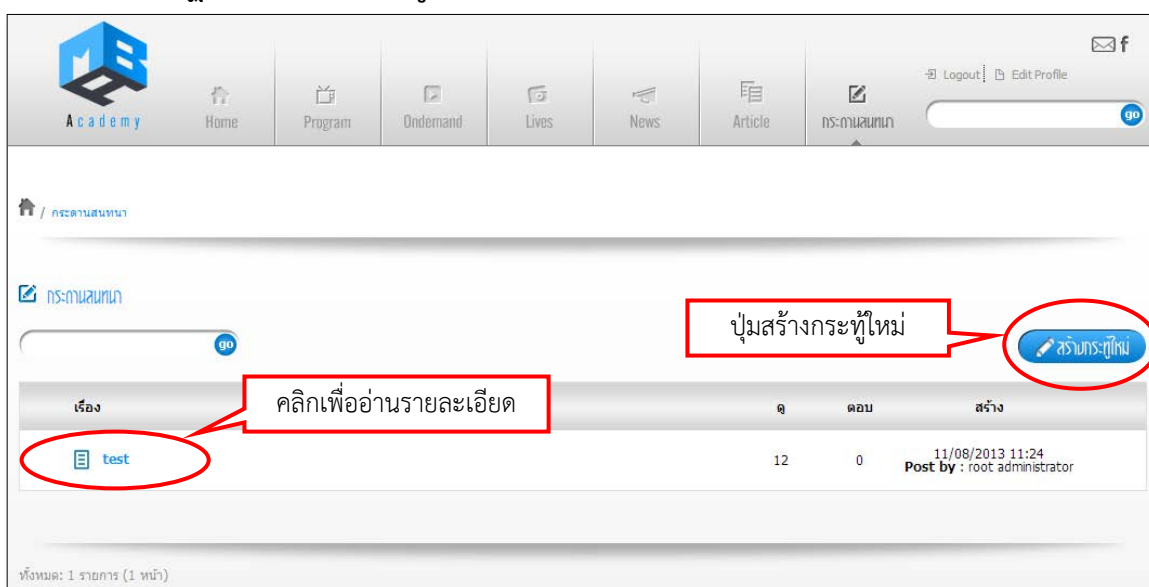 MBA
Academy
Home
Program
Ondemand
Lives
News
Article
กระดานสนทนา
f
Logout
Edit Profile
go
/ กระดานสนทนา
กระดานสนทนา
go
ปุ่มสร้างกระทู้ใหม่
สร้างกระทู้ใหม่
คลิกเพื่ออ่านรายละเอียด
เรื่อง ดู ตอบ สร้าง
test 12 0 11/08/2013 11:24
Post by : root administrator
ทั้งหมด: 1 รายการ (1 หน้า)